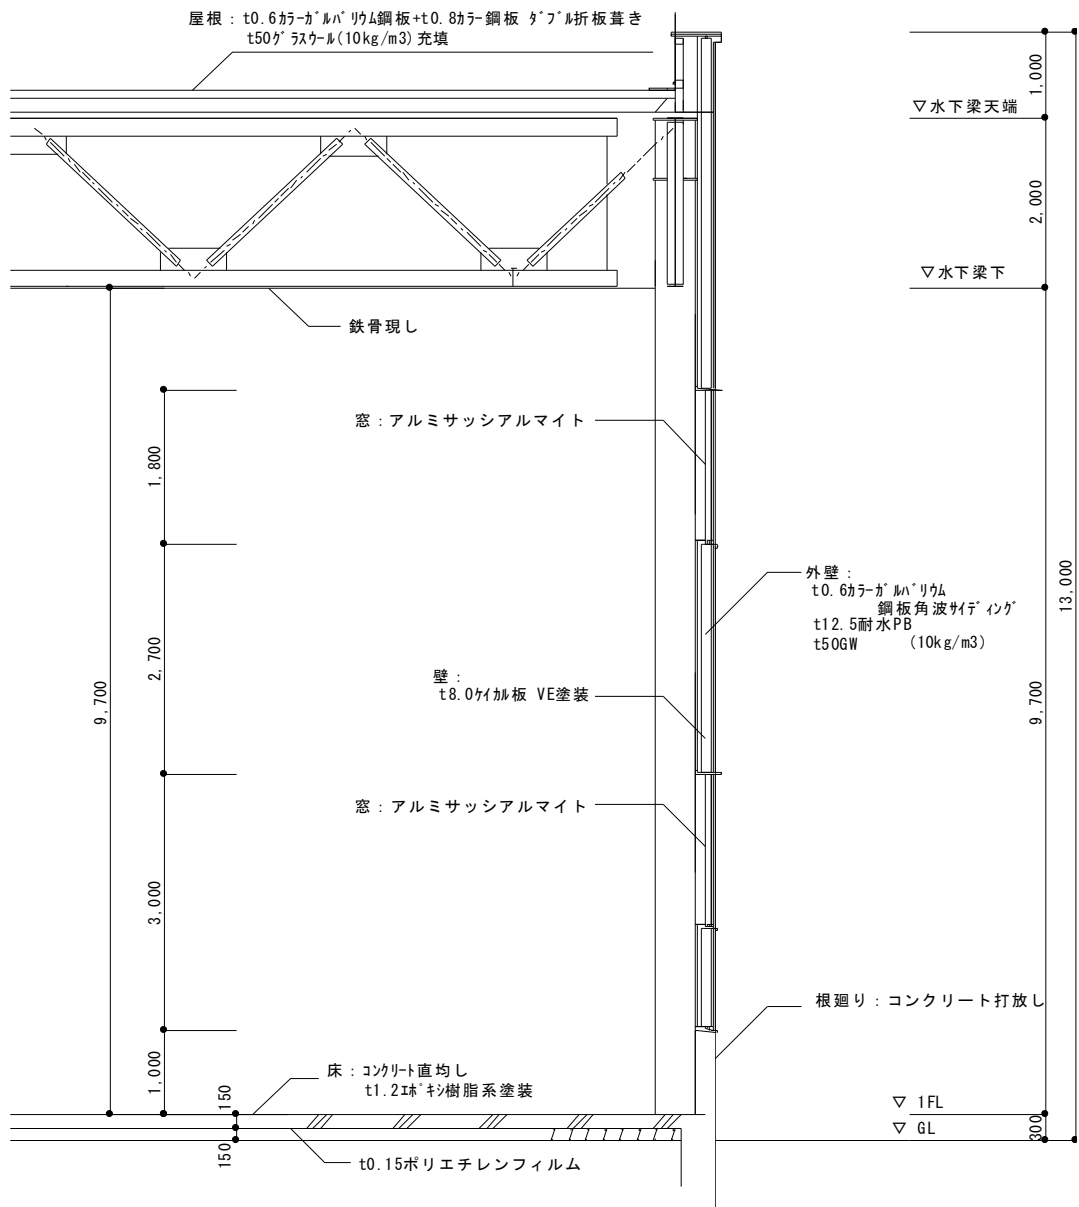 屋根：t0.6ｶﾗｰｶﾞﾙﾊﾞﾘｳﾑ鋼板+t0.8ｶﾗｰ鋼板 ﾀﾞﾌﾞﾙ折板葺き
t50ｸﾞﾗｽｳｰﾙ(10kg/m3)充填
1,000
▽水下梁天端
2,000
▽水下梁下
鉄骨現し
窓：アルミサッシアルマイト
1,800
外壁：
t0.6ｶﾗｰｶﾞﾙﾊﾞﾘｳﾑ
鋼板角波ｻｲﾃﾞｨﾝｸﾞ
t12.5耐水PB
t50GW (10kg/m3)
13,000
2,700
壁：
t8.0ｹｲｶﾙ板 VE塗装
9,700
9,700
窓：アルミサッシアルマイト
3,000
根廻り：コンクリート打放し
床：ｺﾝｸﾘｰﾄ直均し
t1.2ｴﾎﾟｷｼ樹脂系塗装
1,000
150
▽ 1FL
▽ GL
300
150
t0.15ポリエチレンフィルム